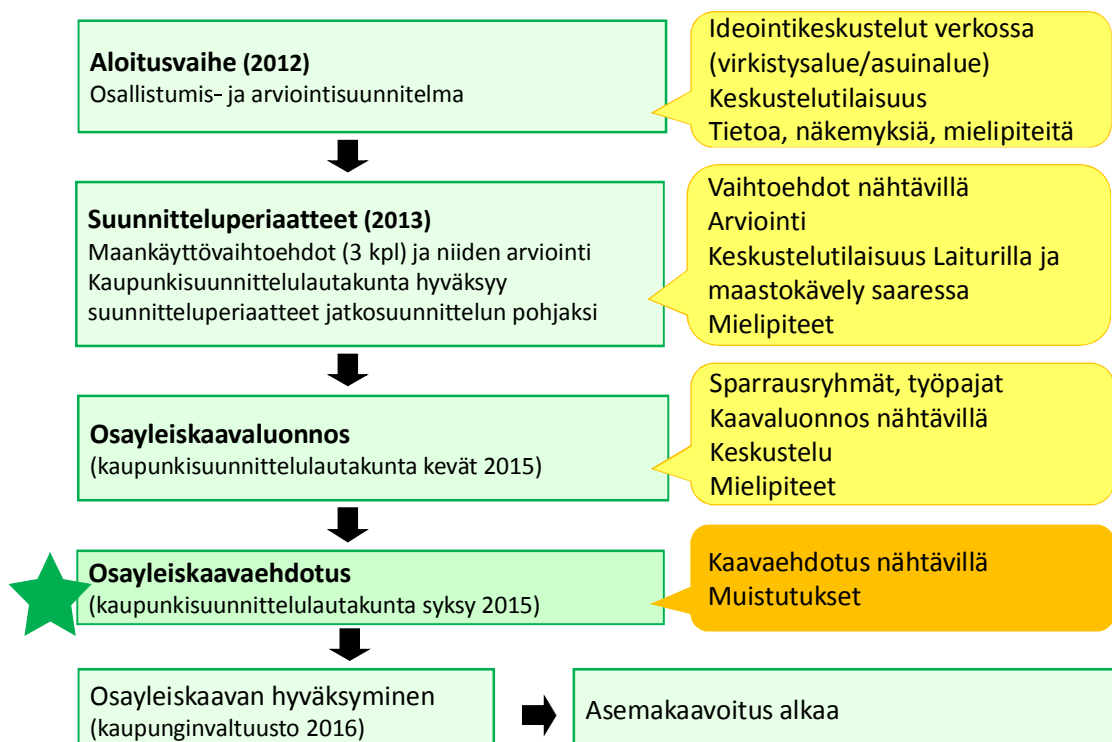 Aloitusvaihe (2012)
Osallistumis- ja arviointisuunnitelma
Ideointikeskustelut verkossa
(virkistysalue/asuinalue)
Keskustelutilaisuus
Tietoa, näkemyksiä, mielipiteitä
Suunnitteluperiaatteet (2013)
Maankäyttövaihtoehdot (3 kpl) ja niiden arviointi
Kaupunkisuunnittelulautakunta hyväksyy
suunnitteluperiaatteet jatkosuunnittelun pohjaksi
Vaihtoehdot nähtävillä
Arviointi
Keskustelutilaisuus Laiturilla ja
maastokävely saaressa
Mielipiteet
Osayleiskaavaluonnos
(kaupunkisuunnittelulautakunta kevät 2015)
Sparrausryhmät, työpajat
Kaavaluonnos nähtävillä
Keskustelu
Mielipiteet
Osayleiskaavaehdotus
(kaupunkisuunnittelulautakunta syksy 2015)
Kaavaehdotus nähtävillä
Muistutukset
Osayleiskaavan hyväksyminen
(kaupunginvaltuusto 2016)
Asemakaavoitus alkaa